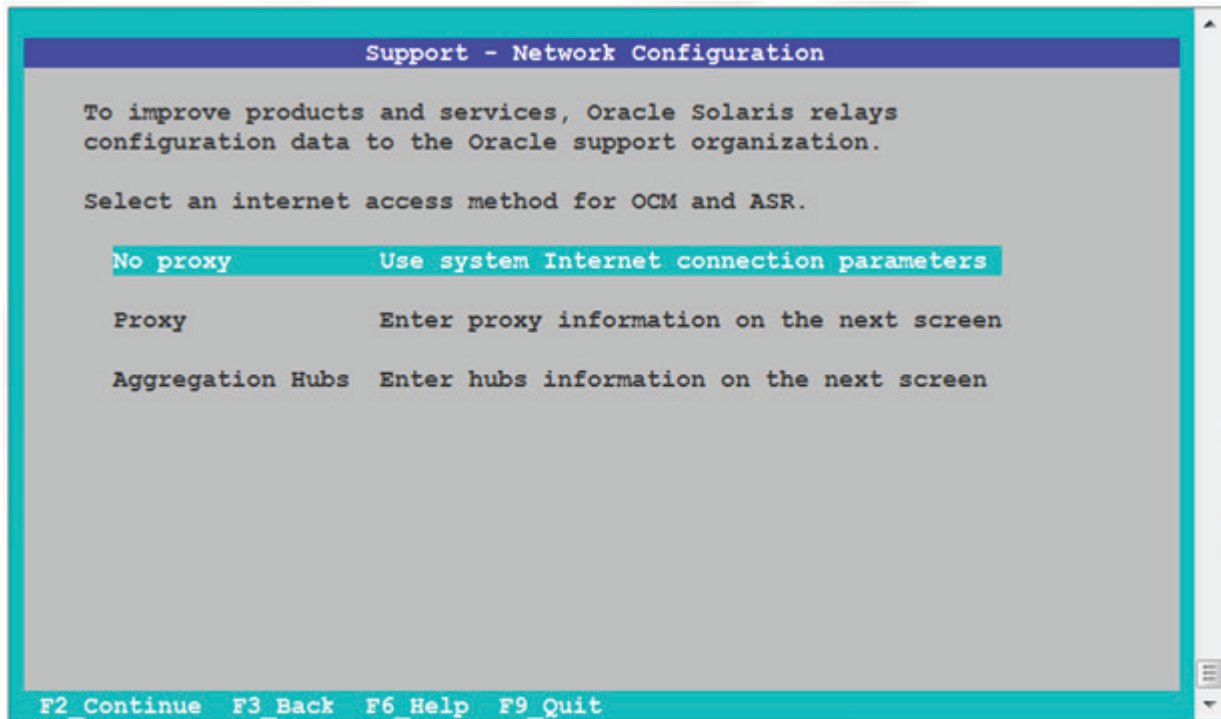 Support - Network Configuration
To improve products and services, Oracle Solaris relays
configuration data to the Oracle support organization.
Select an internet access method for OCM and ASR.
No proxy Use system Internet connection parameters
Proxy Enter proxy information on the next screen
Aggregation Hubs Enter hubs information on the next screen
F2_Continue F3_Back F6_Help F9_Quit